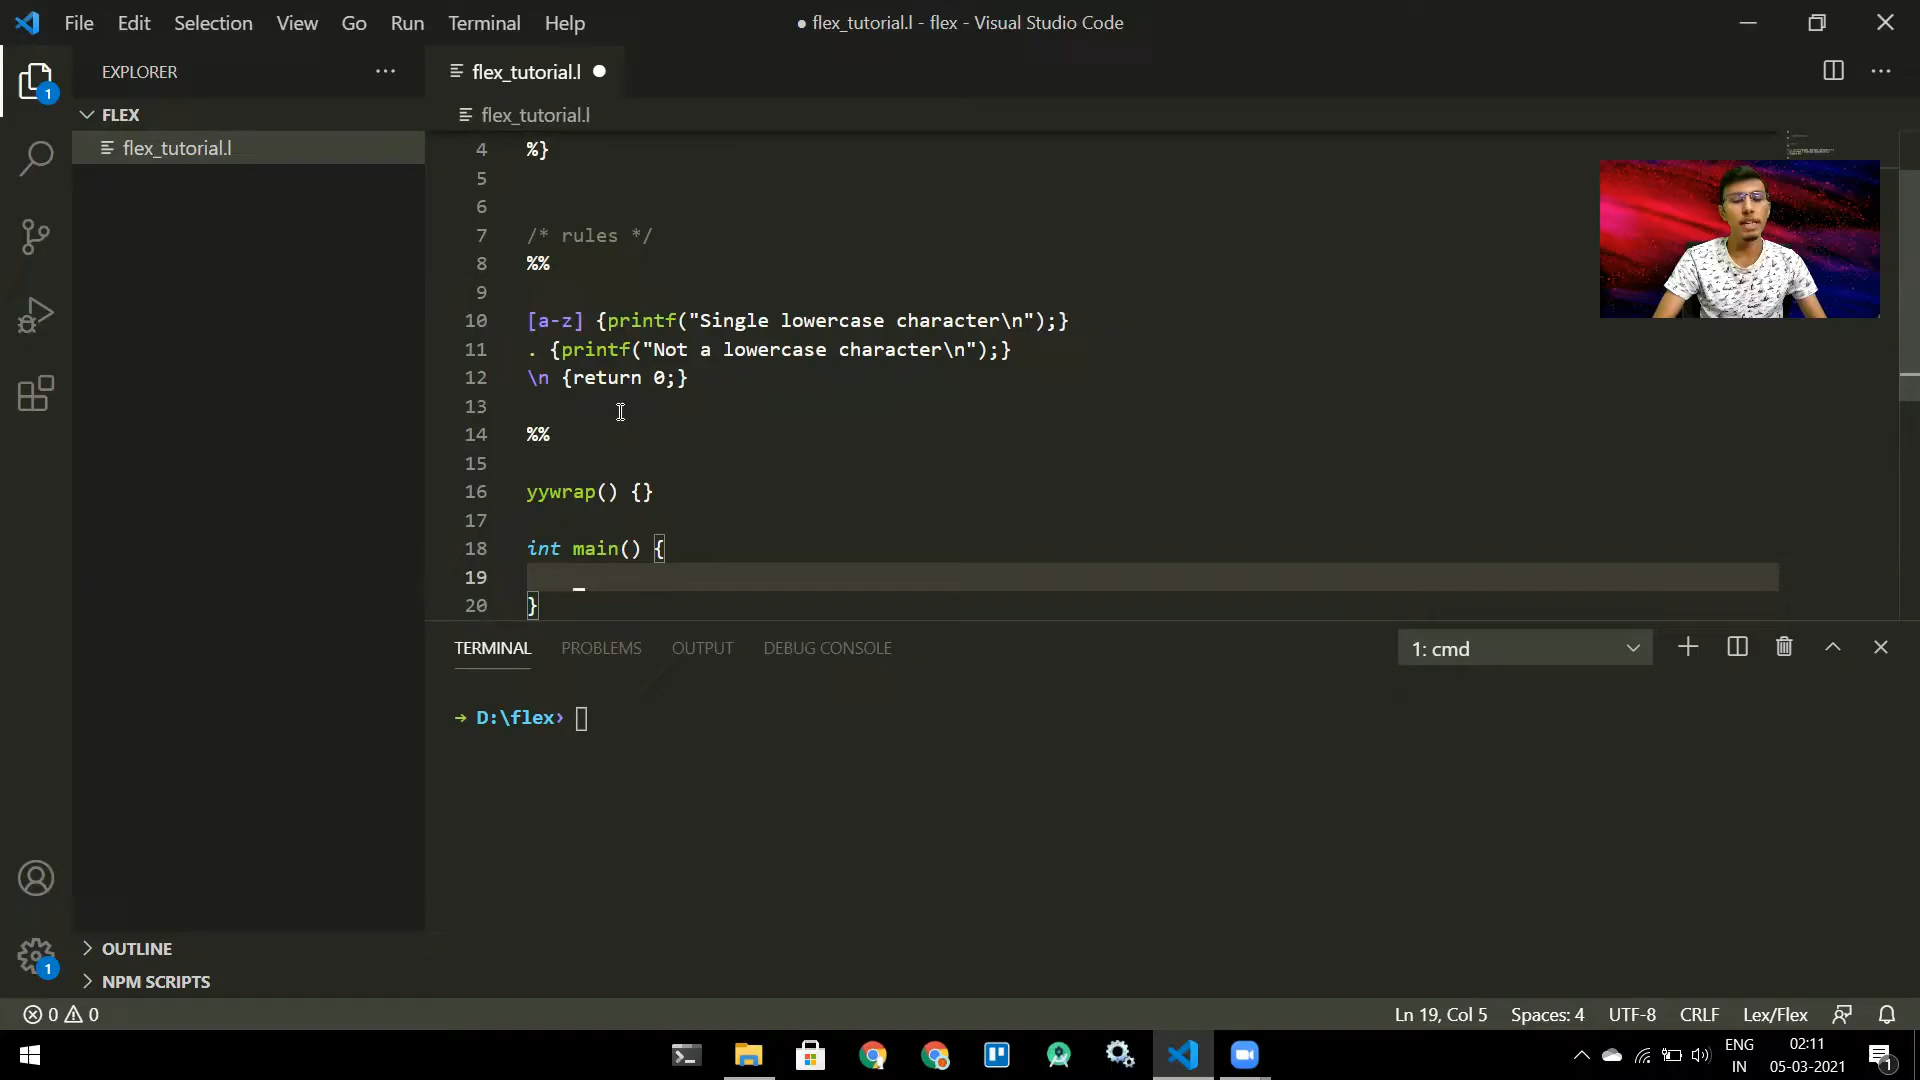 File Edit Selection View Go Run Terminal Help
● flex_tutorial.l - flex - Visual Studio Code
EXPLORER
flex_tutorial.l
1
FLEX
flex_tutorial.l
flex_tutorial.l
4 %}
5
6
7 /* rules */
8 %%
9
10 [a-z] {printf("Single lowercase character\n");}
11 . {printf("Not a lowercase character\n");}
12 \n {return 0;}
13
14 %%
15
16 yywrap() {}
17
18 int main() {
19
20 }
TERMINAL PROBLEMS OUTPUT DEBUG CONSOLE
1: cmd
→ D:\flex›
OUTLINE
1
NPM SCRIPTS
0 0
Ln 19, Col 5 Spaces: 4 UTF-8 CRLF Lex/Flex
ENG
IN
02:11
05-03-2021
1